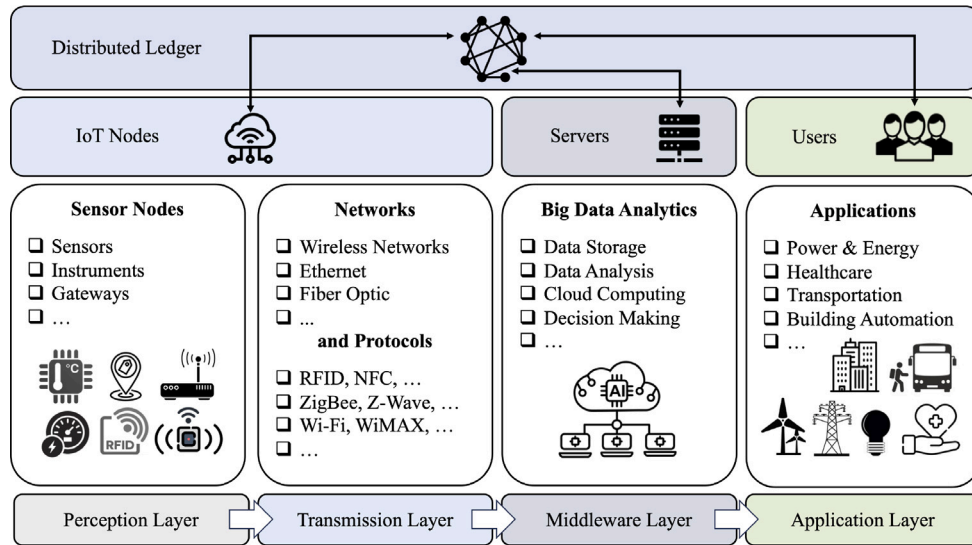 Distributed Ledger
IoT Nodes
Servers
Users
Sensor Nodes
❑ Sensors
❑ Instruments
❑ Gateways
❑ …
°C
RFID
Networks
❑ Wireless Networks
❑ Ethernet
❑ Fiber Optic
❑ ...
and Protocols
❑ RFID, NFC, …
❑ ZigBee, Z-Wave, …
❑ Wi-Fi, WiMAX, …
❑ …
Big Data Analytics
❑ Data Storage
❑ Data Analysis
❑ Cloud Computing
❑ Decision Making
❑ …
AI
Applications
❑ Power & Energy
❑ Healthcare
❑ Transportation
❑ Building Automation
❑ …
Perception Layer
Transmission Layer
Middleware Layer
Application Layer